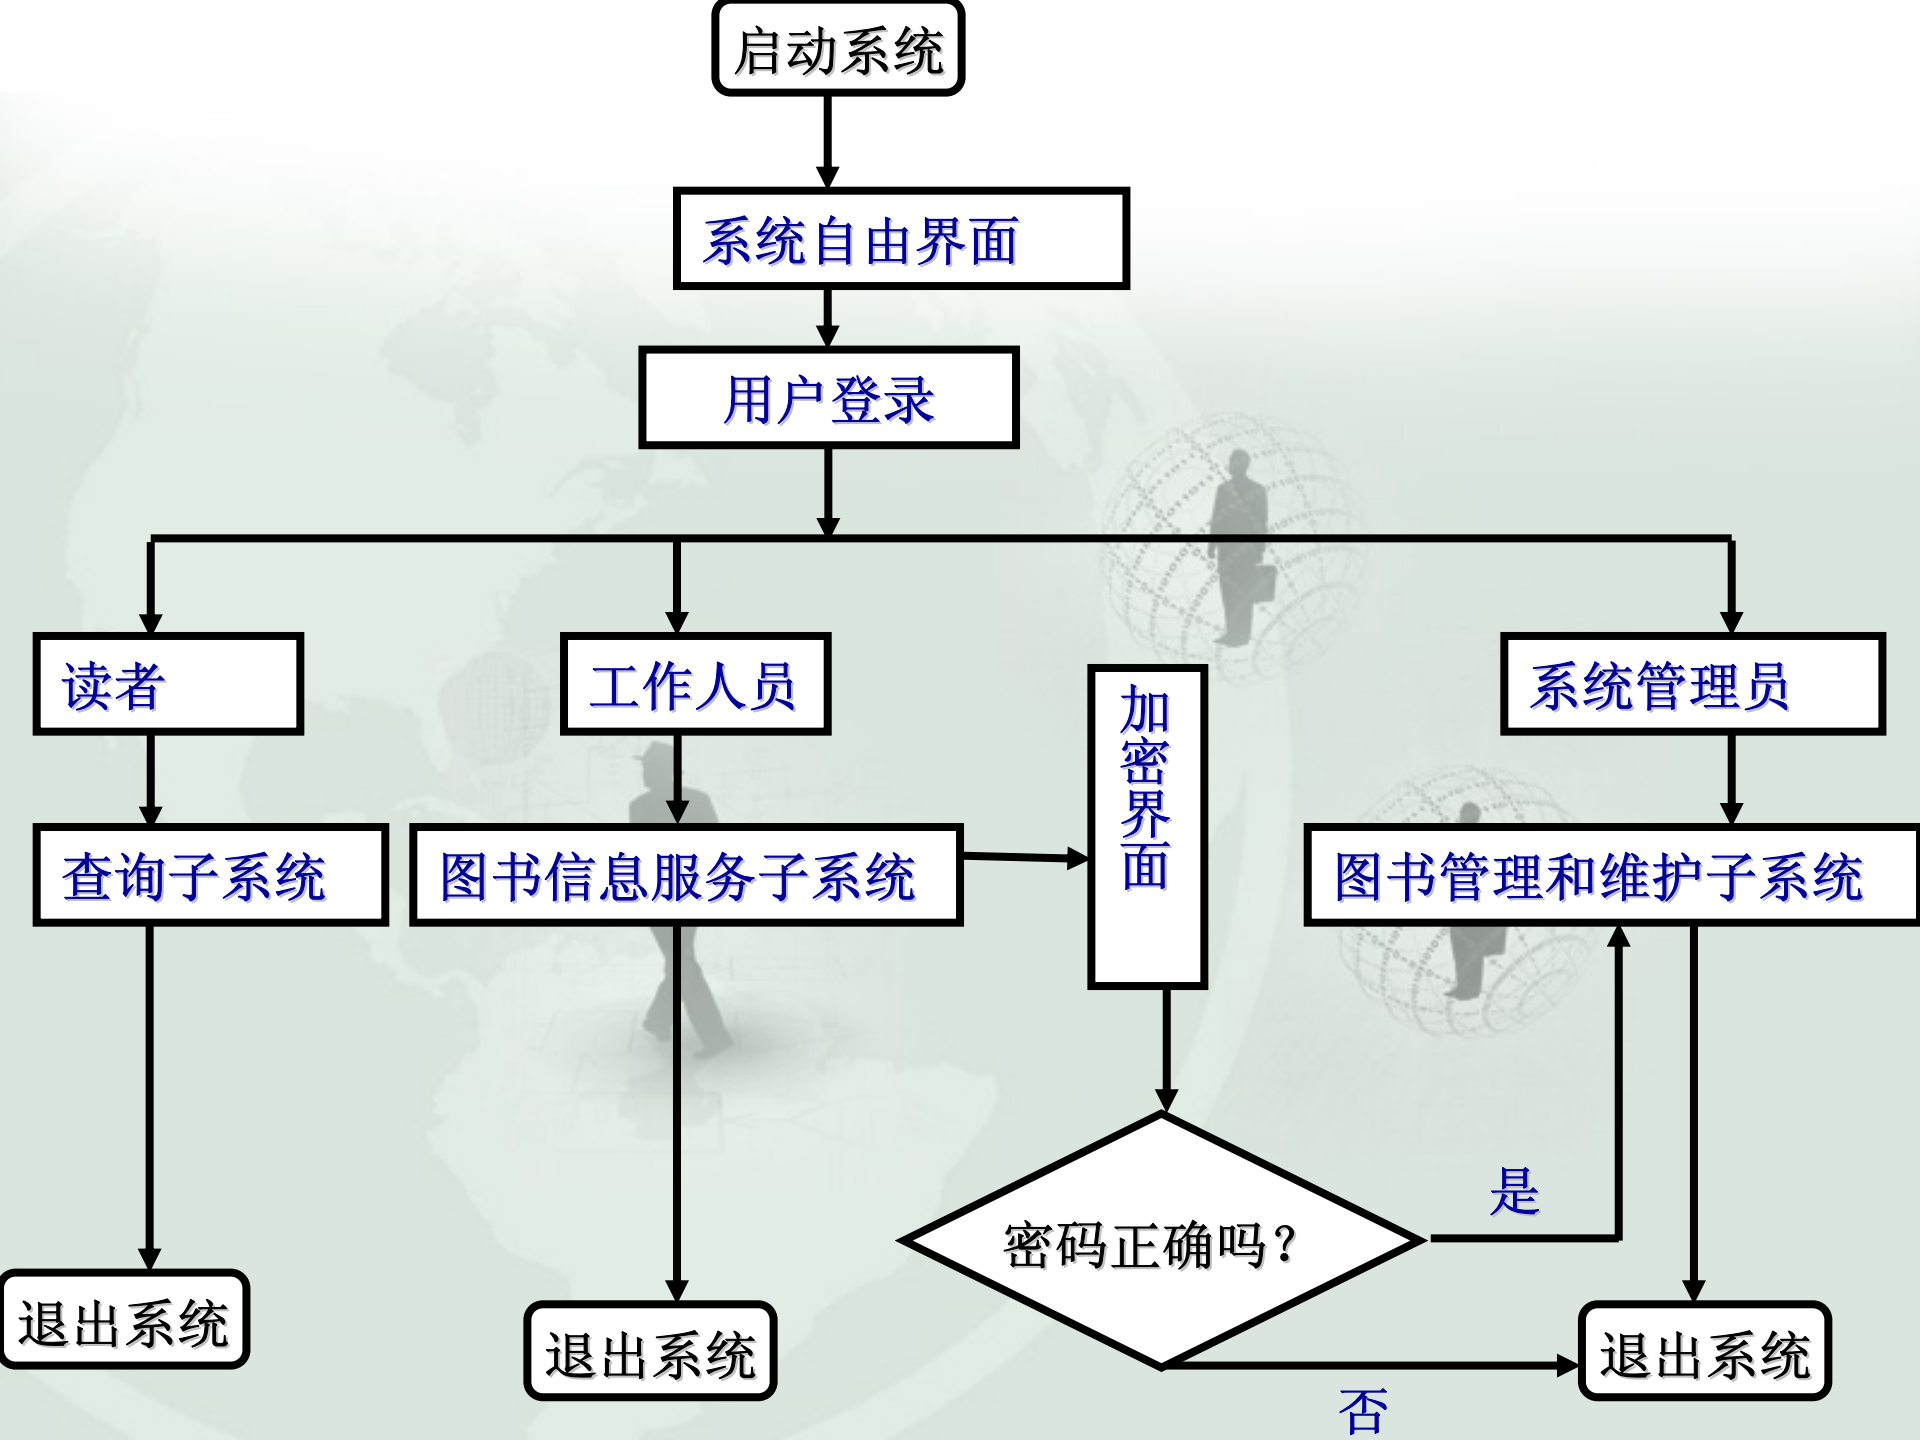 启动系统
系统自由界面
用户登录
读者
工作人员
系统管理员
加密界面
查询子系统
图书信息服务子系统
图书管理和维护子系统
密码正确吗？
是
退出系统
退出系统
退出系统
否